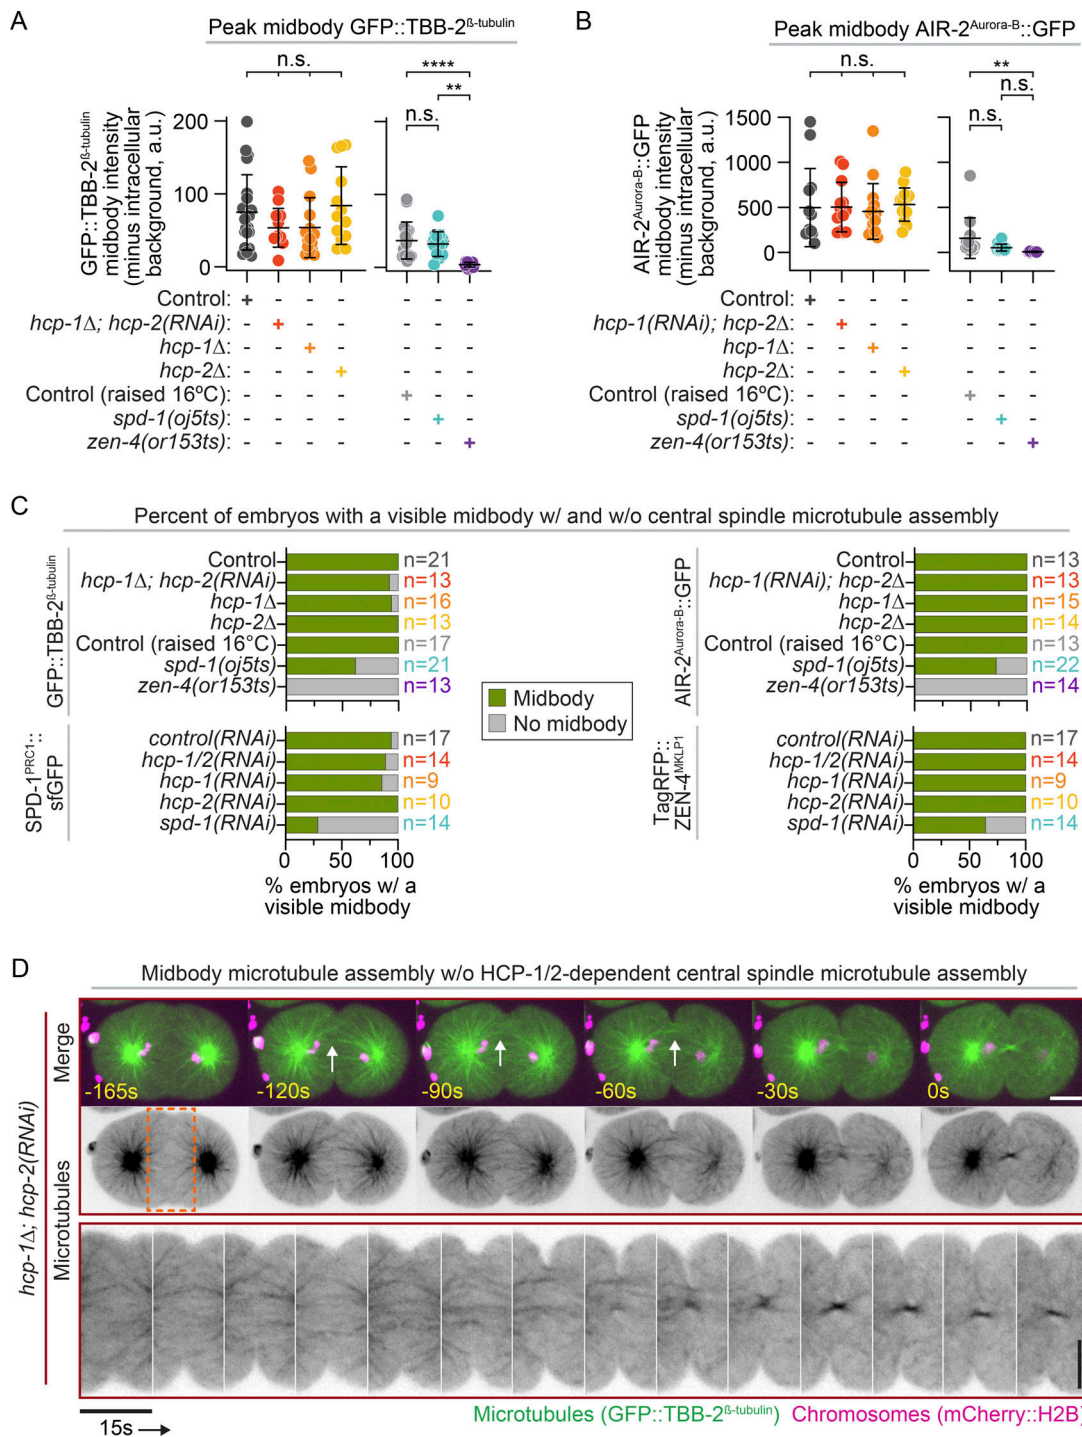 A
Peak midbody GFP::TBB-2ß-tubulin
n.s.
****
**
n.s.
GFP::TBB-2ß-tubulin
midbody intensity
(minus intracellular
background, a.u.)
200
100
0
Control: + - - - - - -
hcp-1Δ; hcp-2(RNAi): - + - - - - -
hcp-1Δ: - - + - - - -
hcp-2Δ: - - - + - - -
Control (raised 16ºC) - - - - + - -
spd-1(oj5ts): - - - - - + -
zen-4(or153ts): - - - - - - +
B
Peak midbody AIR-2Aurora-B::GFP
n.s.
**
n.s.
n.s.
AIR-2Aurora-B::GFP
midbody intensity
(minus intracellular
background, a.u.)
1500
1000
500
0
Control: + - - - - - -
hcp-1(RNAi); hcp-2Δ: - + - - - - -
hcp-1Δ: - - + - - - -
hcp-2Δ: - - - + - - -
Control (raised 16ºC) - - - - + - -
spd-1(oj5ts): - - - - - + -
zen-4(or153ts): - - - - - - +
C
Percent of embryos with a visible midbody w/ and w/o central spindle microtubule assembly
GFP::TBB-2ß-tubulin
Control n=21
hcp-1Δ; hcp-2(RNAi) n=13
hcp-1Δ n=16
hcp-2Δ n=13
Control (raised 16°C) n=17
spd-1(oj5ts) n=21
zen-4(or153ts) n=13
SPD-1PRC1::
sfGFP
control(RNAi) n=17
hcp-1/2(RNAi) n=14
hcp-1(RNAi) n=9
hcp-2(RNAi) n=10
spd-1(RNAi) n=14
0 50 100
% embryos w/ a
visible midbody
Midbody
No midbody
AIR-2Aurora-B::GFP
Control n=13
hcp-1(RNAi); hcp-2Δ n=13
hcp-1Δ n=15
hcp-2Δ n=14
Control (raised 16°C) n=13
spd-1(oj5ts) n=22
zen-4(or153ts) n=14
TagRFP::
ZEN-4MKLP1
control(RNAi) n=17
hcp-1/2(RNAi) n=14
hcp-1(RNAi) n=9
hcp-2(RNAi) n=10
spd-1(RNAi) n=14
0 50 100
% embryos w/ a
visible midbody
D
Midbody microtubule assembly w/o HCP-1/2-dependent central spindle microtubule assembly
hcp-1Δ; hcp-2(RNAi)
Merge
-165s -120s -90s -60s -30s 0s
Microtubules
15s
Microtubules (GFP::TBB-2ß-tubulin) Chromosomes (mCherry::H2B)